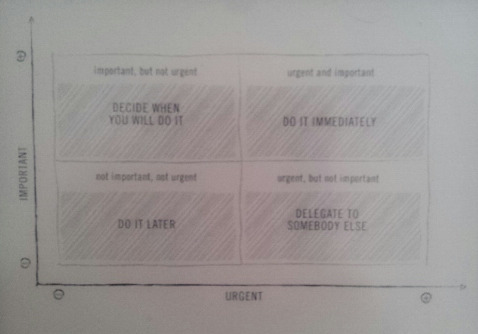 important, but not urgent
urgent and important
DECIDE WHEN
YOU WILL DO IT
DO IT IMMEDIATELY
not important, not urgent
urgent, but not important
DO IT LATER
DELEGATE TO
SOMEBODY ELSE
IMPORTANT
URGENT